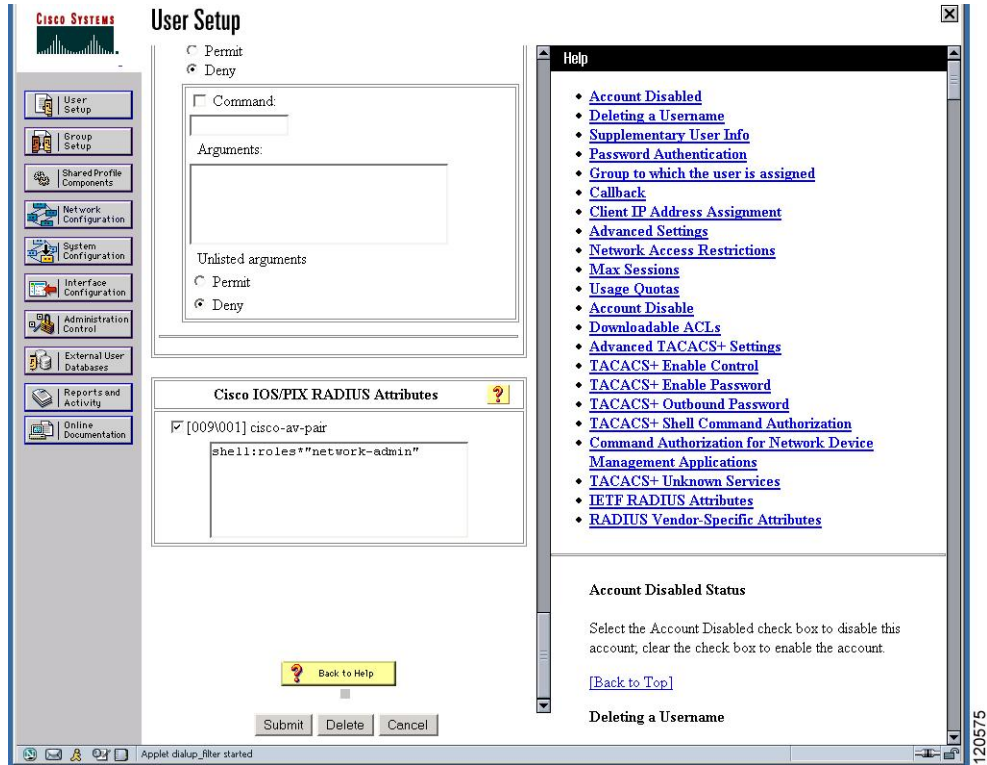 CISCO SYSTEMS
User Setup
User
Setup
Group
Setup
Shared Profile
Components
Network
Configuration
System
Configuration
Interface
Configuration
Administration
Control
External User
Databases
Reports and
Activity
Online
Documentation
Permit
Deny
Command:
Arguments:
Unlisted arguments
Permit
Deny
Cisco IOS/PIX RADIUS Attributes
?
[009\001] cisco-av-pair
shell:roles*"network-admin"
? Back to Help
Submit Delete Cancel
Help
Account Disabled
Deleting a Username
Supplementary User Info
Password Authentication
Group to which the user is assigned
Callback
Client IP Address Assignment
Advanced Settings
Network Access Restrictions
Max Sessions
Usage Quotas
Account Disable
Downloadable ACLs
Advanced TACACS+ Settings
TACACS+ Enable Control
TACACS+ Enable Password
TACACS+ Outbound Password
TACACS+ Shell Command Authorization
Command Authorization for Network Device
Management Applications
TACACS+ Unknown Services
IETF RADIUS Attributes
RADIUS Vendor-Specific Attributes
Account Disabled Status
Select the Account Disabled check box to disable this
account; clear the check box to enable the account.
[Back to Top]
Deleting a Username
Applet dialup_filter started
120575